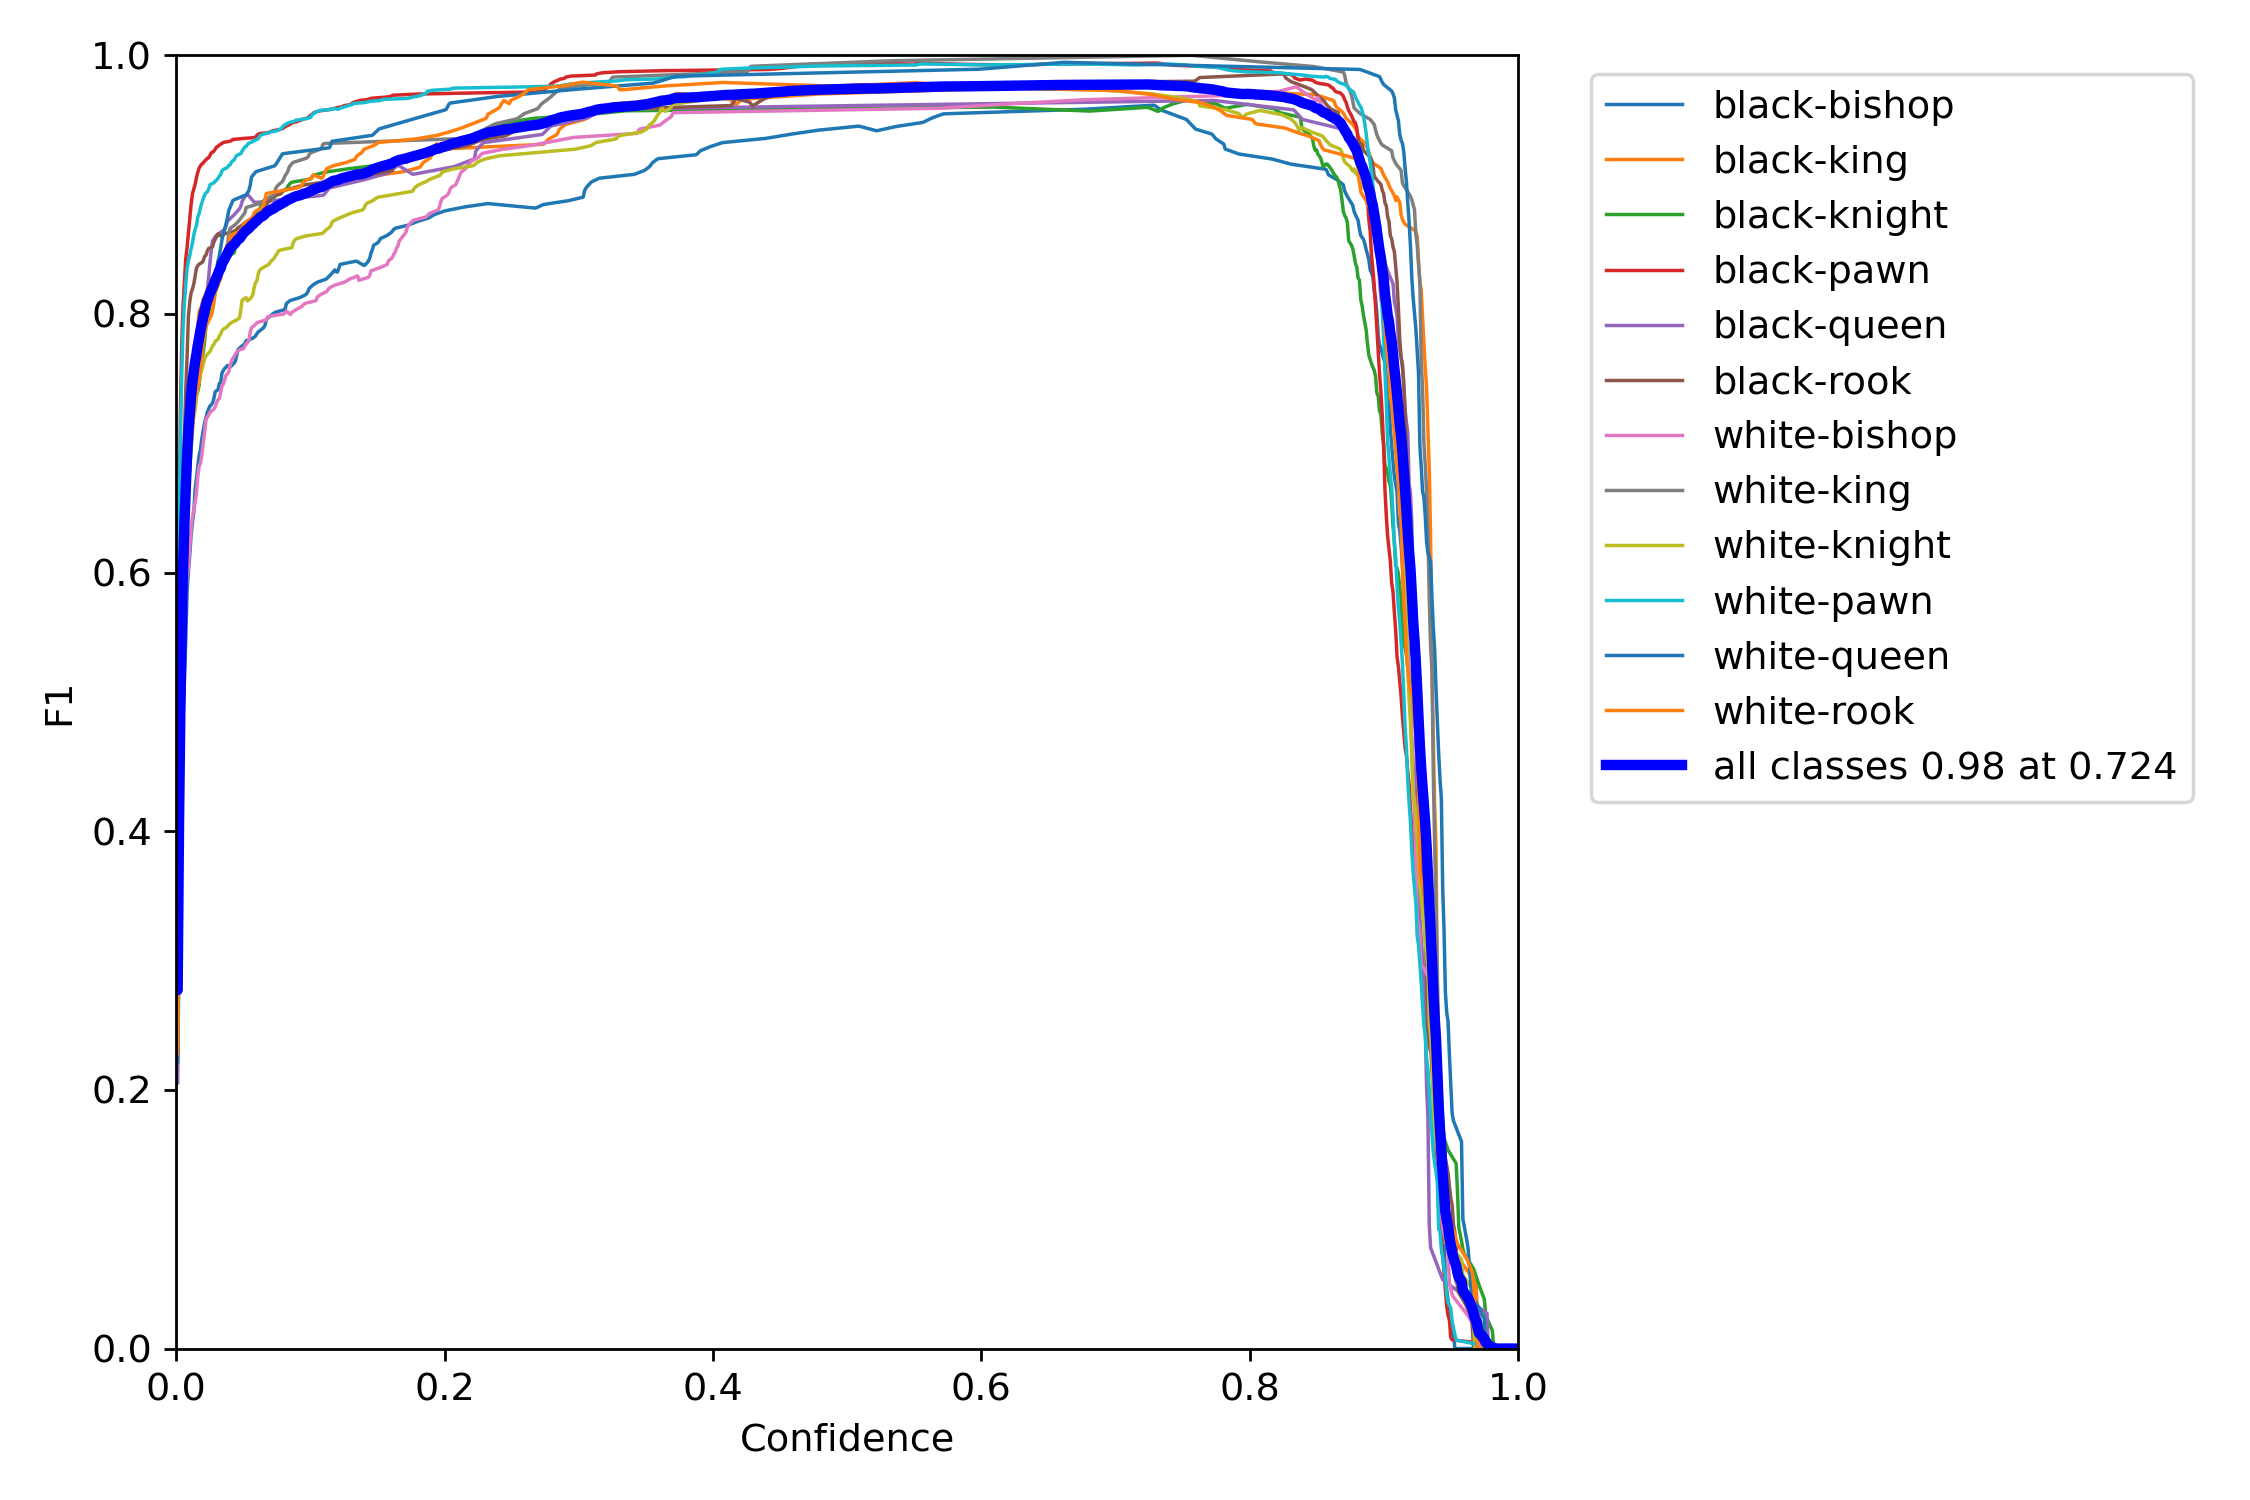 1.0
0.8
0.6
0.4
0.2
0.0
F1
0.0 0.2 0.4 0.6 0.8 1.0
Confidence
black-bishop
black-king
black-knight
black-pawn
black-queen
black-rook
white-bishop
white-king
white-knight
white-pawn
white-queen
white-rook
all classes 0.98 at 0.724